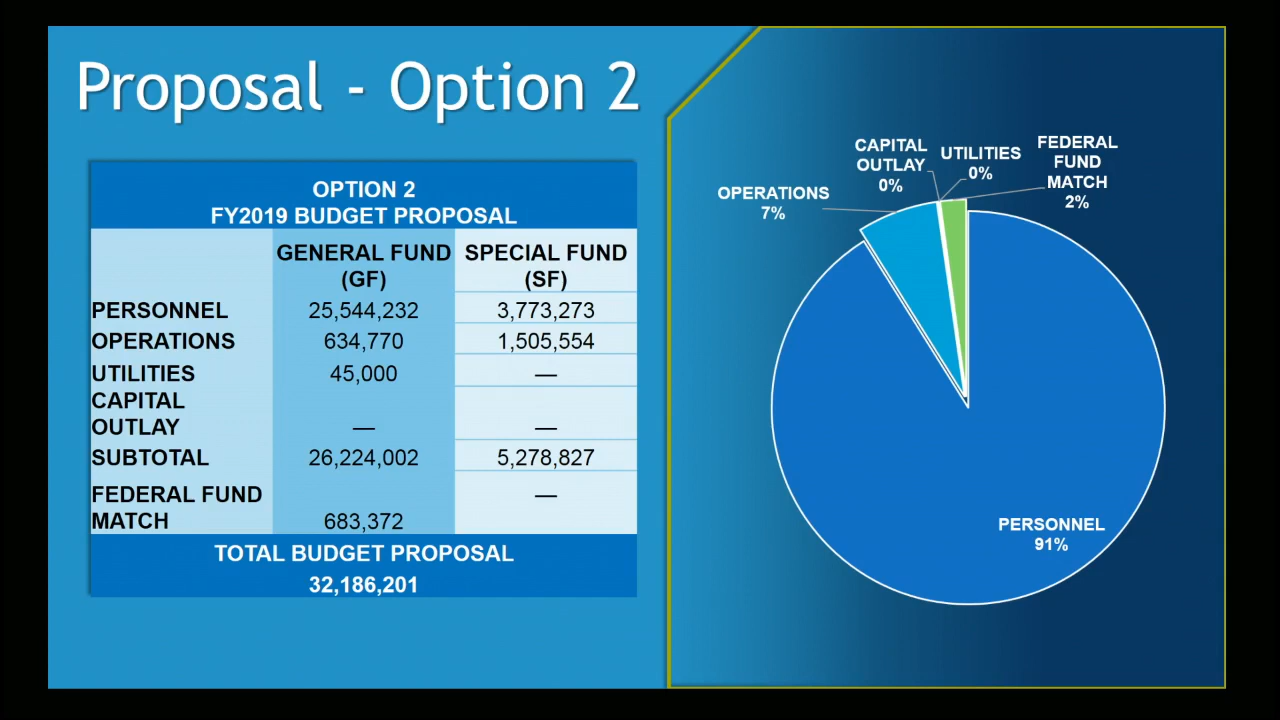 Proposal - Option 2
OPTION 2
FY2019 BUDGET PROPOSAL
GENERAL FUND SPECIAL FUND
(GF) (SF)
PERSONNEL 25,544,232 3,773,273
OPERATIONS 634,770 1,505,554
UTILITIES 45,000 —
CAPITAL
OUTLAY — —
SUBTOTAL 26,224,002 5,278,827
FEDERAL FUND —
MATCH 683,372
TOTAL BUDGET PROPOSAL
32,186,201
OPERATIONS
7%
CAPITAL
OUTLAY
0%
UTILITIES
0%
FEDERAL
FUND
MATCH
2%
PERSONNEL
91%